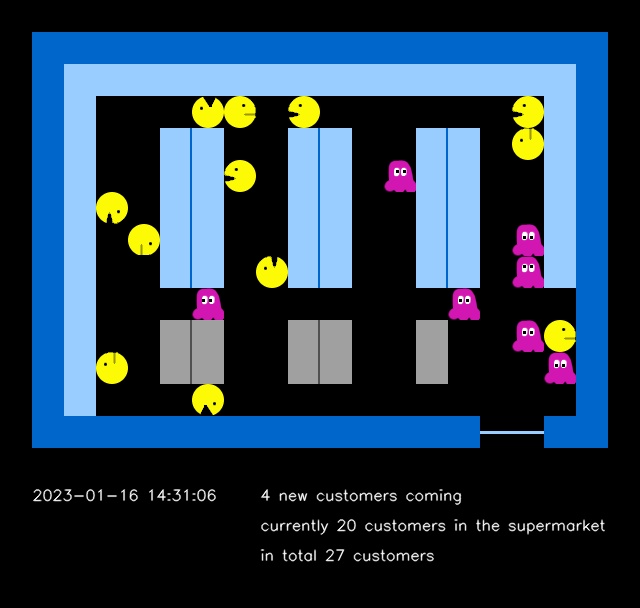 2023-01-16 14:31:06
4 new customers coming
currently 20 customers in the supermarket
in total 27 customers